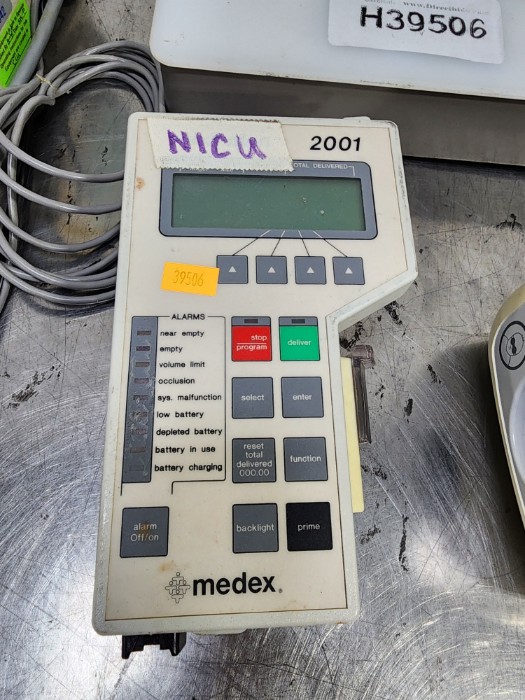 H39506
NICU
2001
TOTAL DELIVERED
39506
ALARMS
near empty
empty
volume limit
occlusion
sys. malfunction
low battery
depleted battery
battery in use
battery charging
stop
program
deliver
select
enter
reset
total
delivered
000.00
function
alarm
Off/on
backlight
prime
medex®